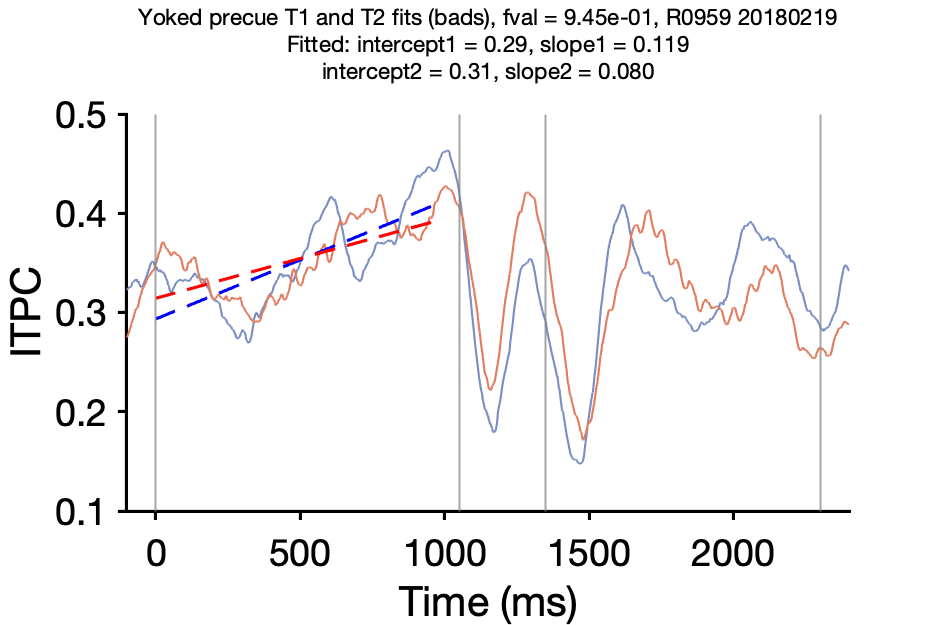 Yoked precue T1 and T2 fits (bads), fval = 9.45e-01, R0959 20180219
Fitted: intercept1 = 0.29, slope1 = 0.119
intercept2 = 0.31, slope2 = 0.080
0.5
0.4
0.3
0.2
0.1
ITPC
0 500 1000 1500 2000
Time (ms)